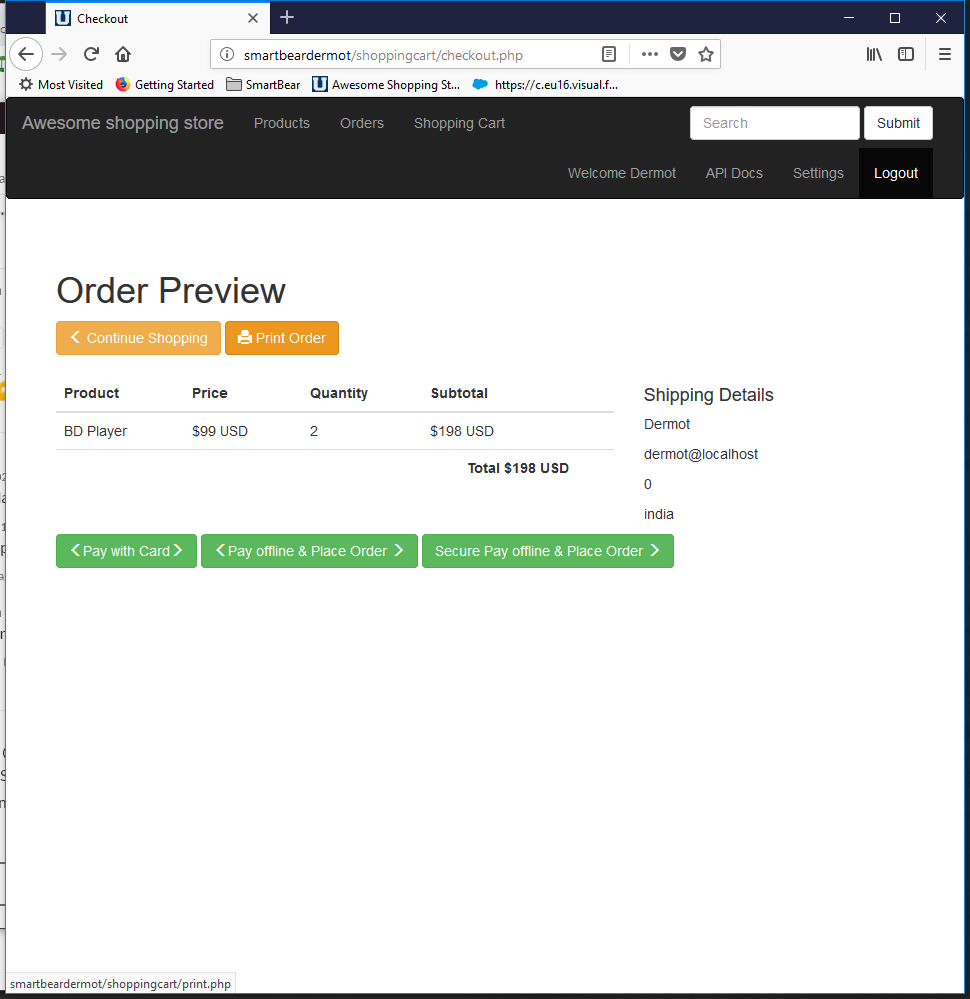 Checkout
smartbeardermot/shoppingcart/checkout.php
Most Visited Getting Started SmartBear Awesome Shopping St... https://c.eu16.visual.f...
Awesome shopping store Products Orders Shopping Cart Search Submit
Welcome Dermot API Docs Settings Logout
Order Preview
Continue Shopping Print Order
Product Price Quantity Subtotal
BD Player $99 USD 2 $198 USD
Total $198 USD
Shipping Details
Dermot
dermot@localhost
0
india
Pay with Card Pay offline & Place Order Secure Pay offline & Place Order
smartbeardermot/shoppingcart/print.php